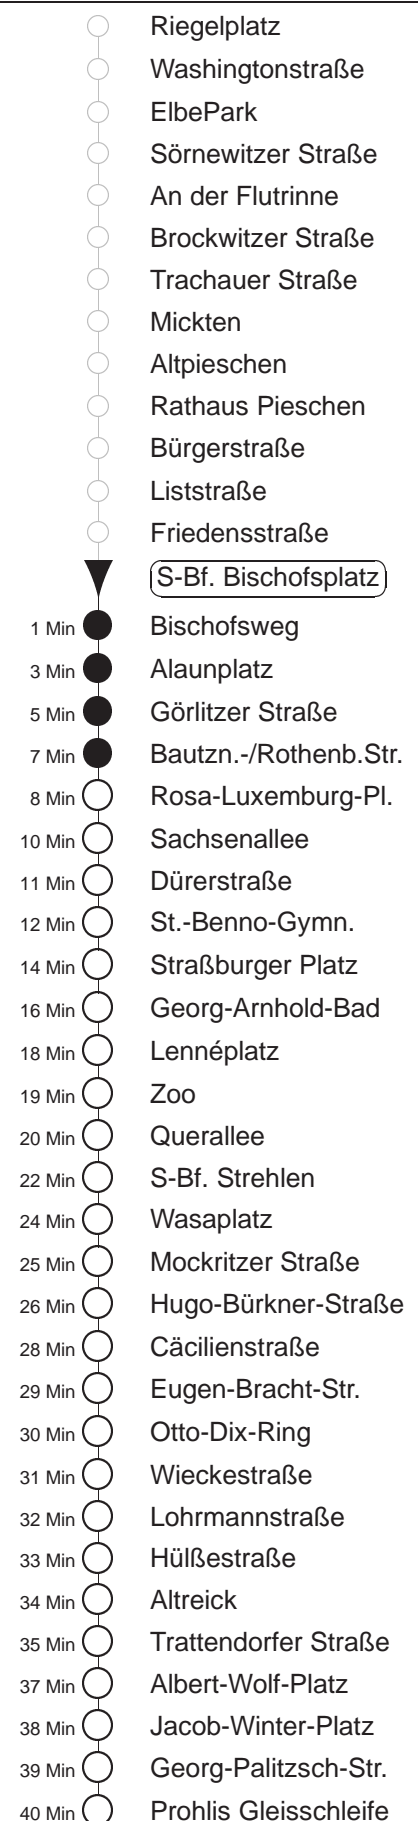 Riegelplatz
Washingtonstraße
ElbePark
Sörnewitzer Straße
An der Flutrinne
Brockwitzer Straße
Trachauer Straße
Mickten
Altpieschen
Rathaus Pieschen
Bürgerstraße
Liststraße
Friedensstraße
S-Bf. Bischofsplatz
1 Min Bischofsweg
3 Min Alaunplatz
5 Min Görlitzer Straße
7 Min Bautzn.-/Rothenb.Str.
8 Min Rosa-Luxemburg-Pl.
10 Min Sachsenallee
11 Min Dürerstraße
12 Min St.-Benno-Gymn.
14 Min Straßburger Platz
16 Min Georg-Arnhold-Bad
18 Min Lennéplatz
19 Min Zoo
20 Min Querallee
22 Min S-Bf. Strehlen
24 Min Wasaplatz
25 Min Mockritzer Straße
26 Min Hugo-Bürkner-Straße
28 Min Cäcilienstraße
29 Min Eugen-Bracht-Str.
30 Min Otto-Dix-Ring
31 Min Wieckestraße
32 Min Lohrmannstraße
33 Min Hülßestraße
34 Min Altreick
35 Min Trattendorfer Straße
37 Min Albert-Wolf-Platz
38 Min Jacob-Winter-Platz
39 Min Georg-Palitzsch-Str.
40 Min Prohlis Gleisschleife